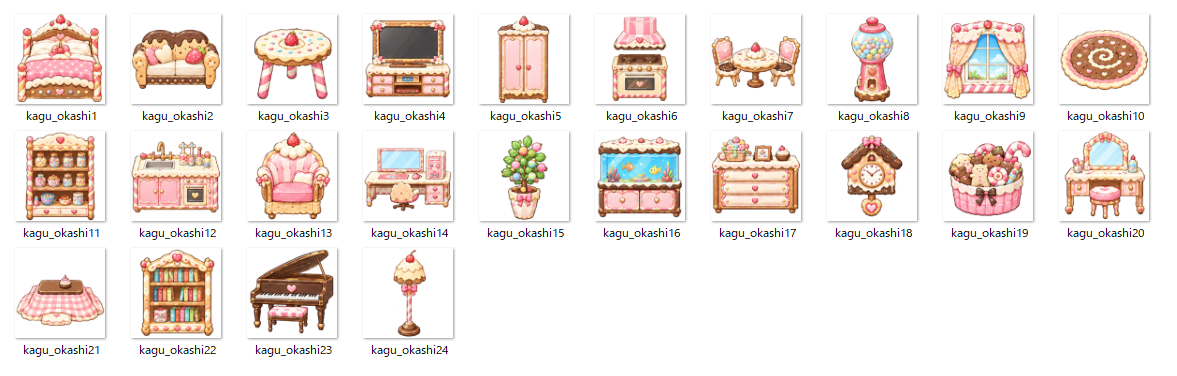 kagu_okashi1
kagu_okashi2
kagu_okashi3
kagu_okashi4
kagu_okashi5
kagu_okashi6
kagu_okashi7
kagu_okashi8
kagu_okashi9
kagu_okashi10
kagu_okashi11
kagu_okashi12
kagu_okashi13
kagu_okashi14
kagu_okashi15
kagu_okashi16
kagu_okashi17
kagu_okashi18
kagu_okashi19
kagu_okashi20
kagu_okashi21
kagu_okashi22
kagu_okashi23
kagu_okashi24